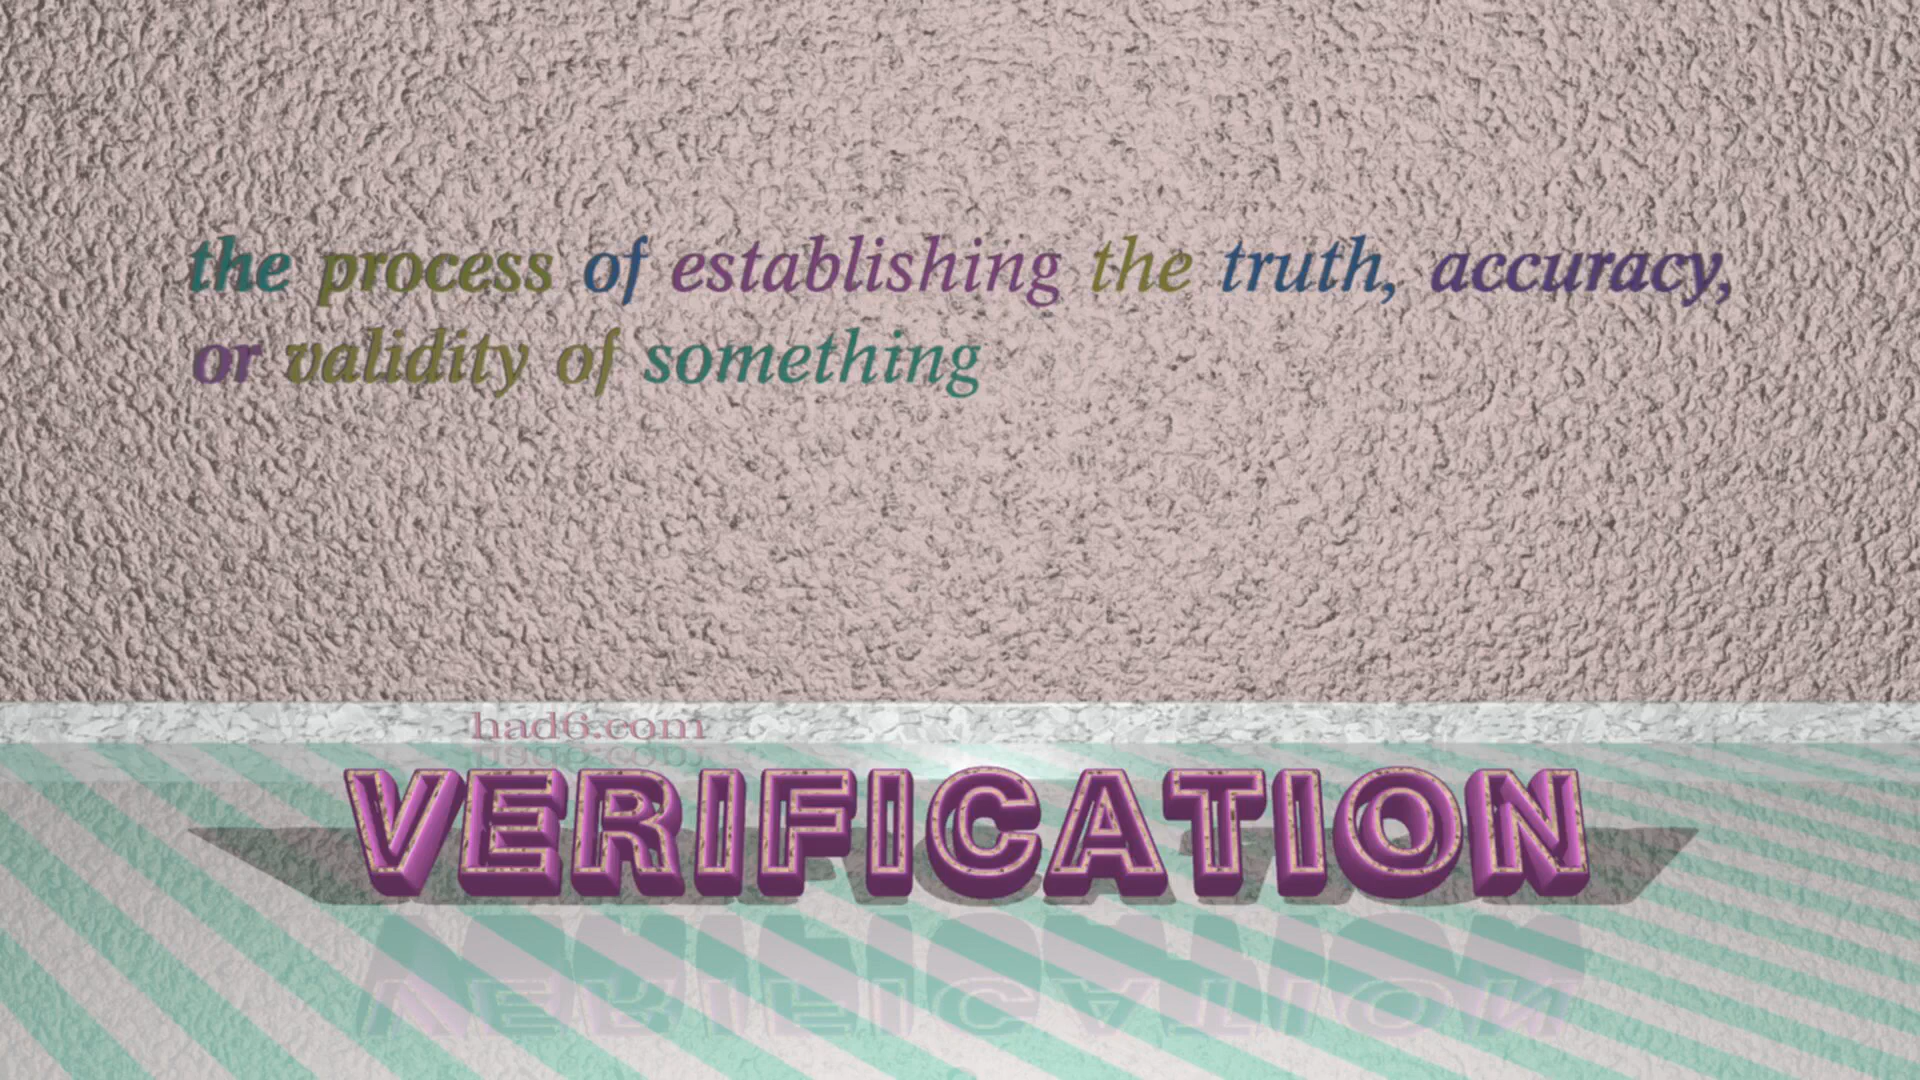 the process of establishing the truth, accuracy,
or validity of something
had6.com
VERIFICATION